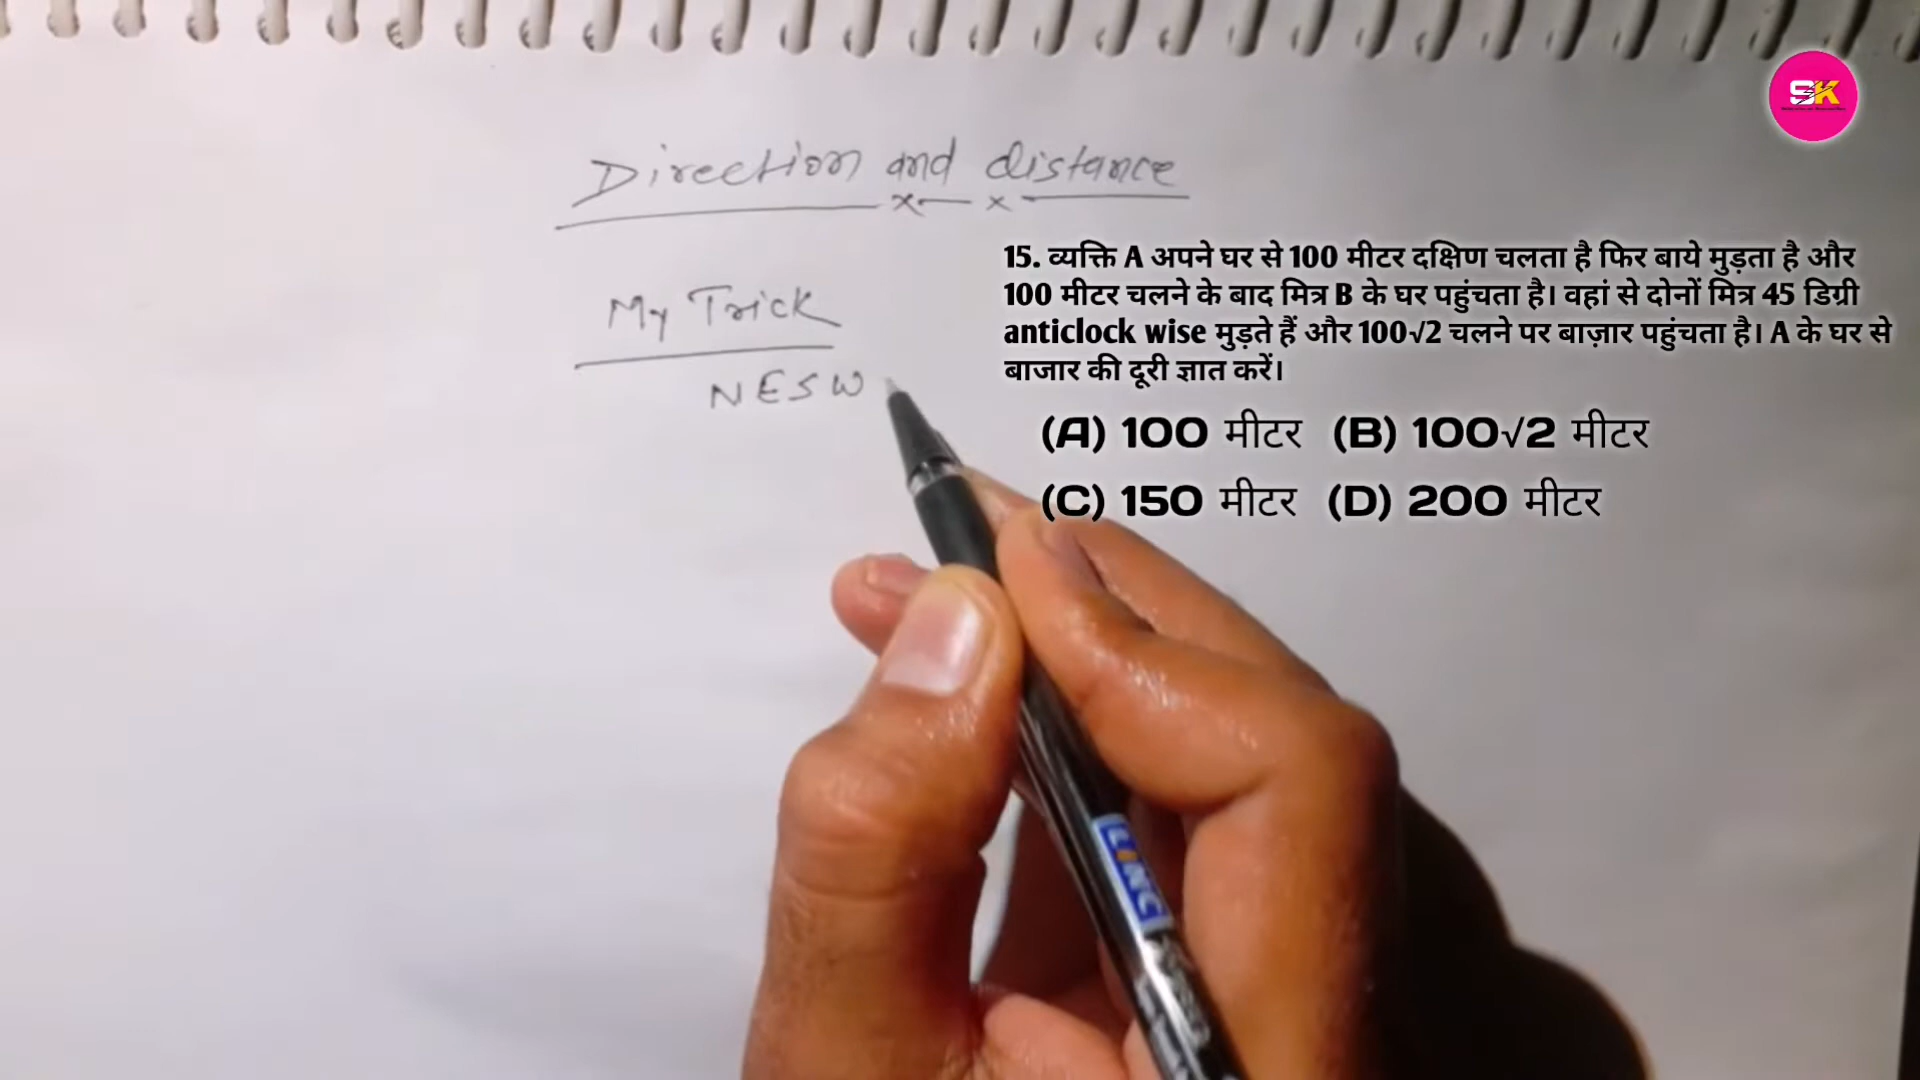 SK
Direction and distance
15. व्यक्ति A अपने घर से 100 मीटर दक्षिण चलता है फिर बाये मुड़ता है और
100 मीटर चलने के बाद मित्र B के घर पहुंचता है। वहां से दोनों मित्र 45 डिग्री
anticlock wise मुड़ते हैं और 100√2 चलने पर बाज़ार पहुंचता है। A के घर से
बाजार की दूरी ज्ञात करें।
My Trick
NESW
(A) 100 मीटर (B) 100√2 मीटर
(C) 150 मीटर (D) 200 मीटर
LINC